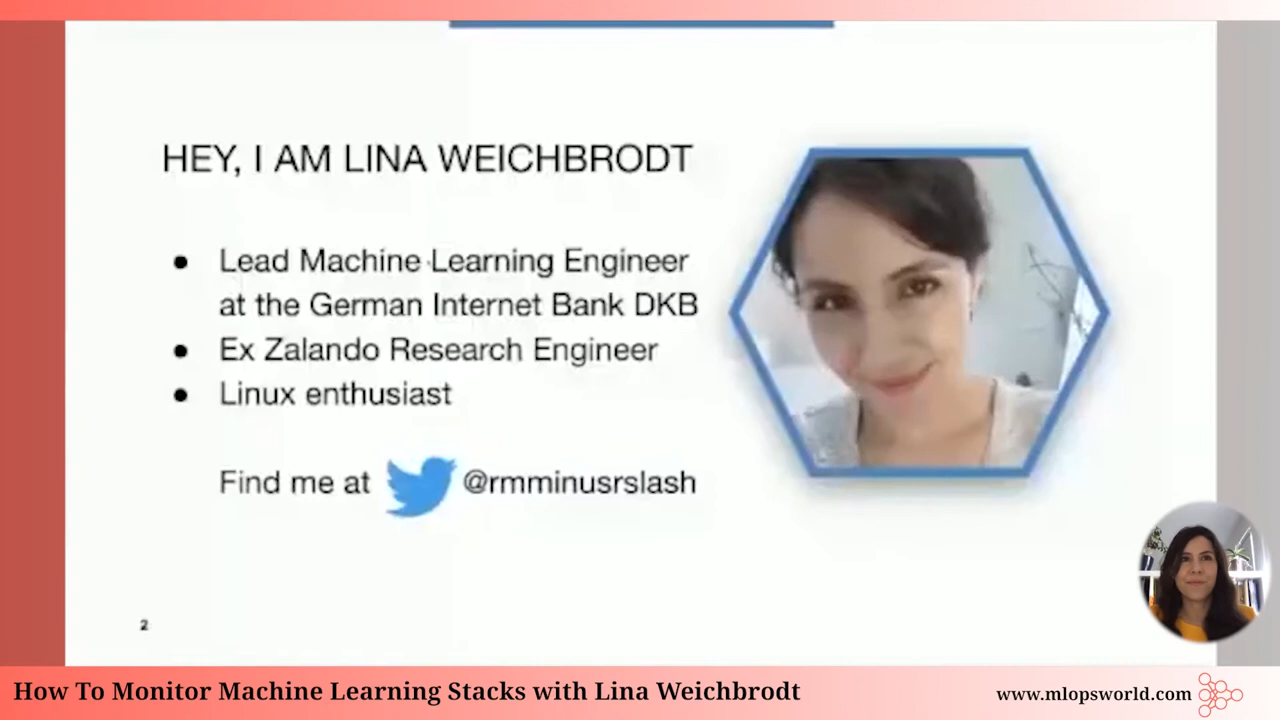 HEY, I AM LINA WEICHBRODT
● Lead Machine Learning Engineer
at the German Internet Bank DKB
● Ex Zalando Research Engineer
● Linux enthusiast
Find me at @rmminusrslash
2
How To Monitor Machine Learning Stacks with Lina Weichbrodt
www.mlopsworld.com